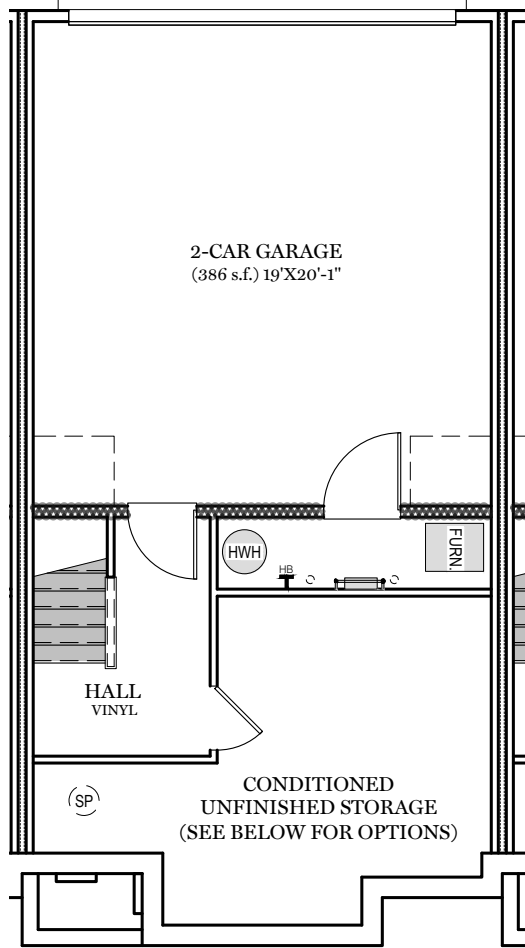 2-CAR GARAGE
(386 s.f.) 19'X20'-1"
HWH
FURN.
HB
HALL
VINYL
SP
CONDITIONED
UNFINISHED STORAGE
(SEE BELOW FOR OPTIONS)